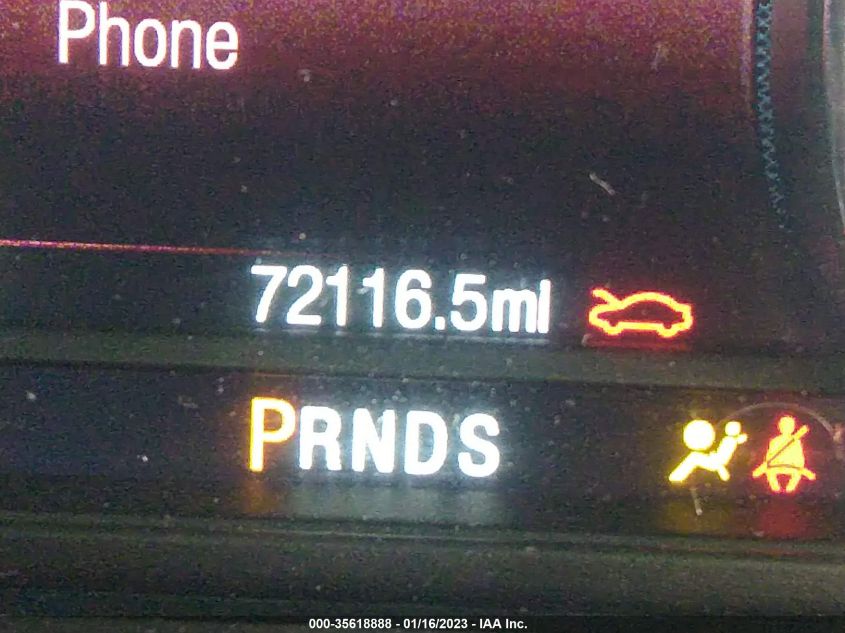 Phone
72116.5mi
PRNDS
000-35618888 - 01/16/2023 - IAA Inc.